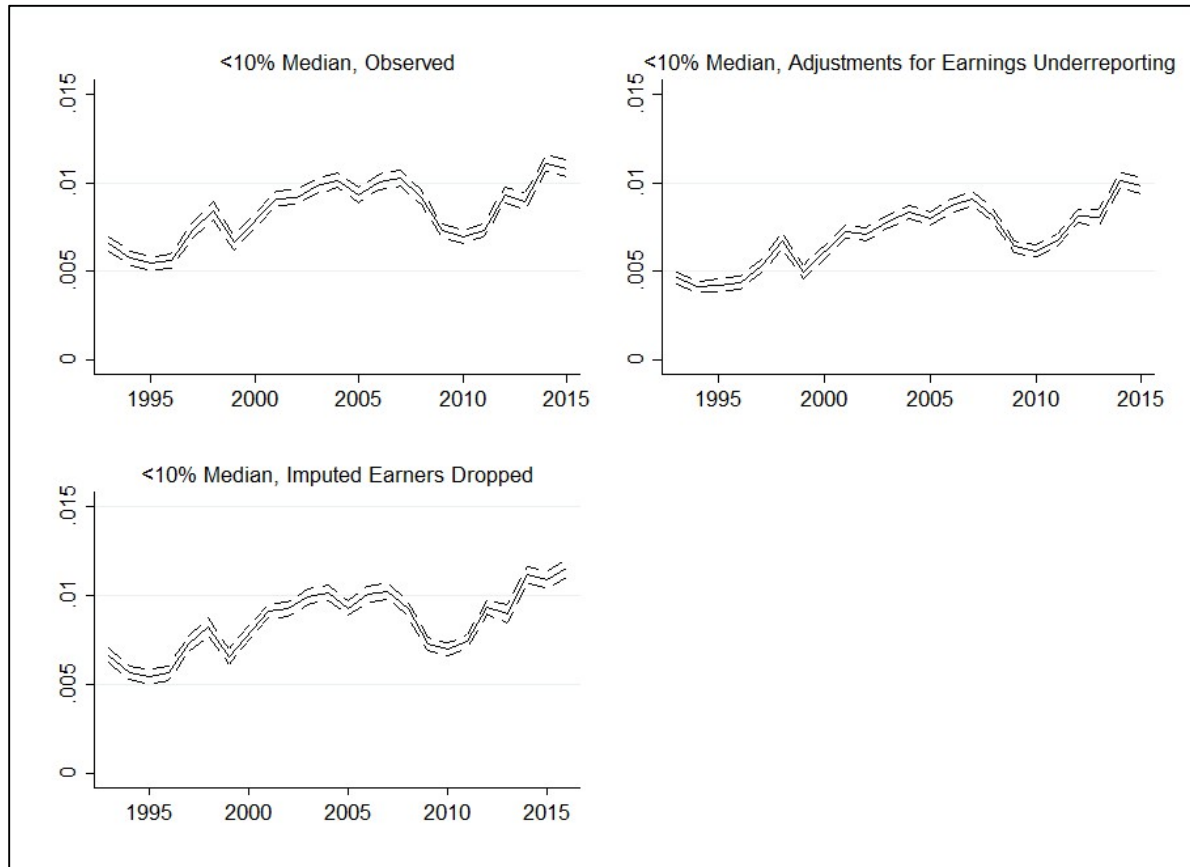 <10% Median, Observed
.015
.01
.005
0
1995 2000 2005 2010 2015
<10% Median, Adjustments for Earnings Underreporting
.015
.01
.005
0
1995 2000 2005 2010 2015
<10% Median, Imputed Earners Dropped
.015
.01
.005
0
1995 2000 2005 2010 2015